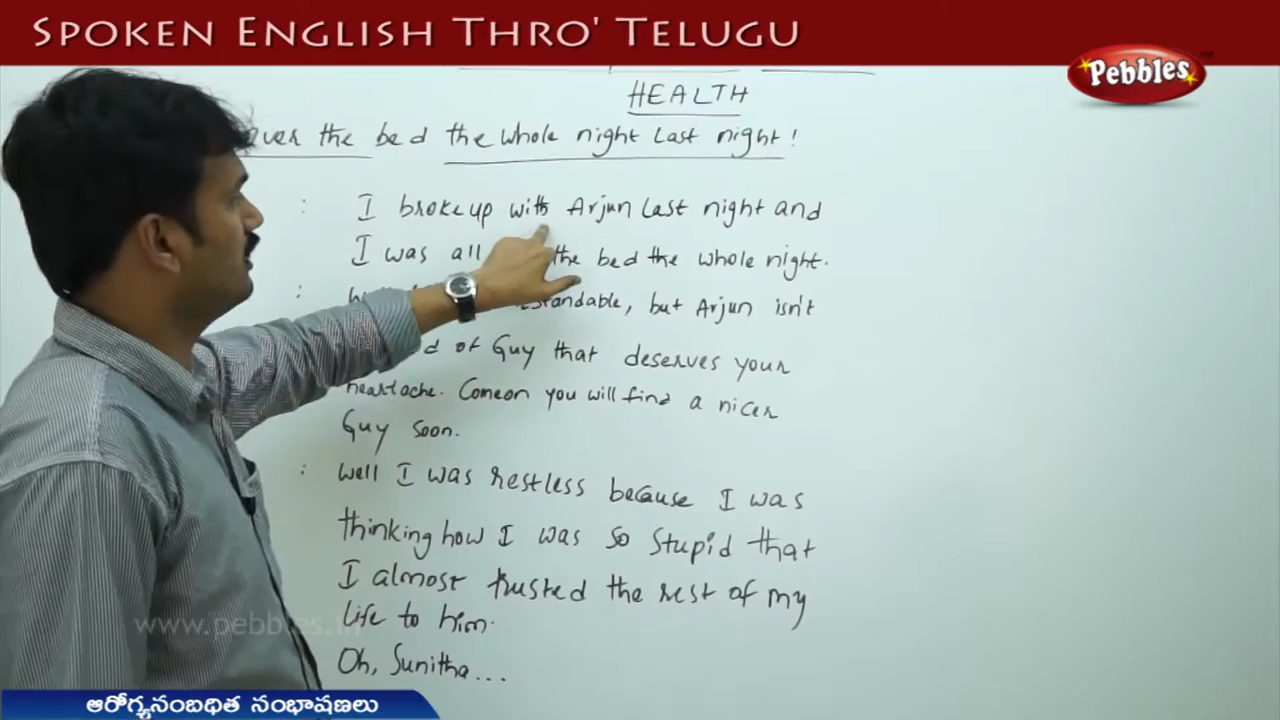 SPOKEN ENGLISH THRO' TELUGU
Pebbles
HEALTH
over the bed the whole night last night!
: I broke up with Arjun last night and
I was all the bed the whole night.
: but Arjun isn't
of Guy that deserves your
heartache. Comeon you will find a nicer
Guy soon.
: Well I was restless because I was
thinking how I was so stupid that
I almost trusted the rest of my
life to him.
Oh, Sunitha...
www.pebbles.in
ఆరోగ్యసంబధిత సంభాషణలు